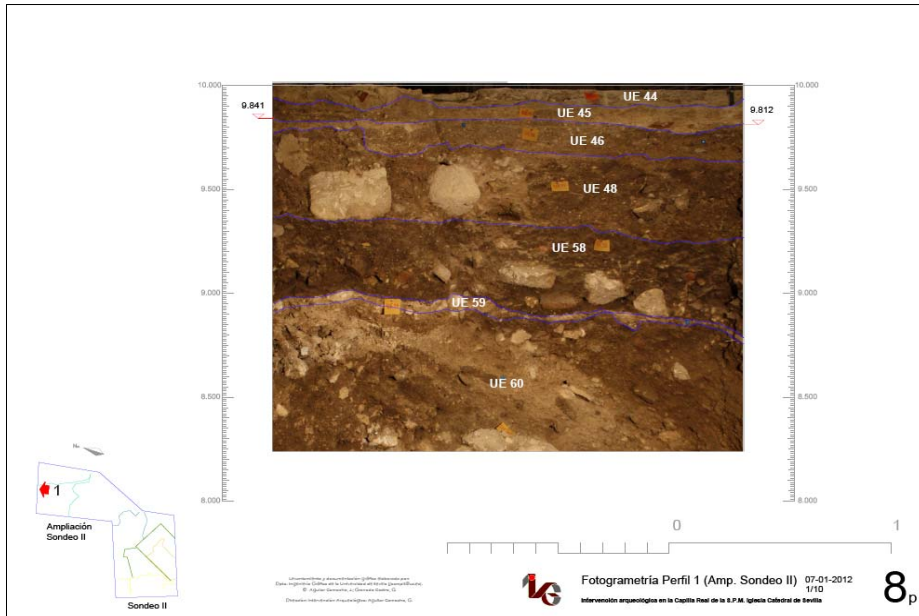 10.000
10.000
9.841
9.812
UE 44
UE 45
UE 46
9.500
9.500
UE 48
UE 58
9.000
9.000
UE 59
UE 60
8.500
8.500
8.000
8.000
1
Ampliación
Sondeo II
Sondeo II
0 1
Fotogrametría Perfil 1 (Amp. Sondeo II) 07-01-2012
1/10
Intervención arqueológica en la Capilla Real de la S.P.M. Iglesia Catedral de Sevilla
8p